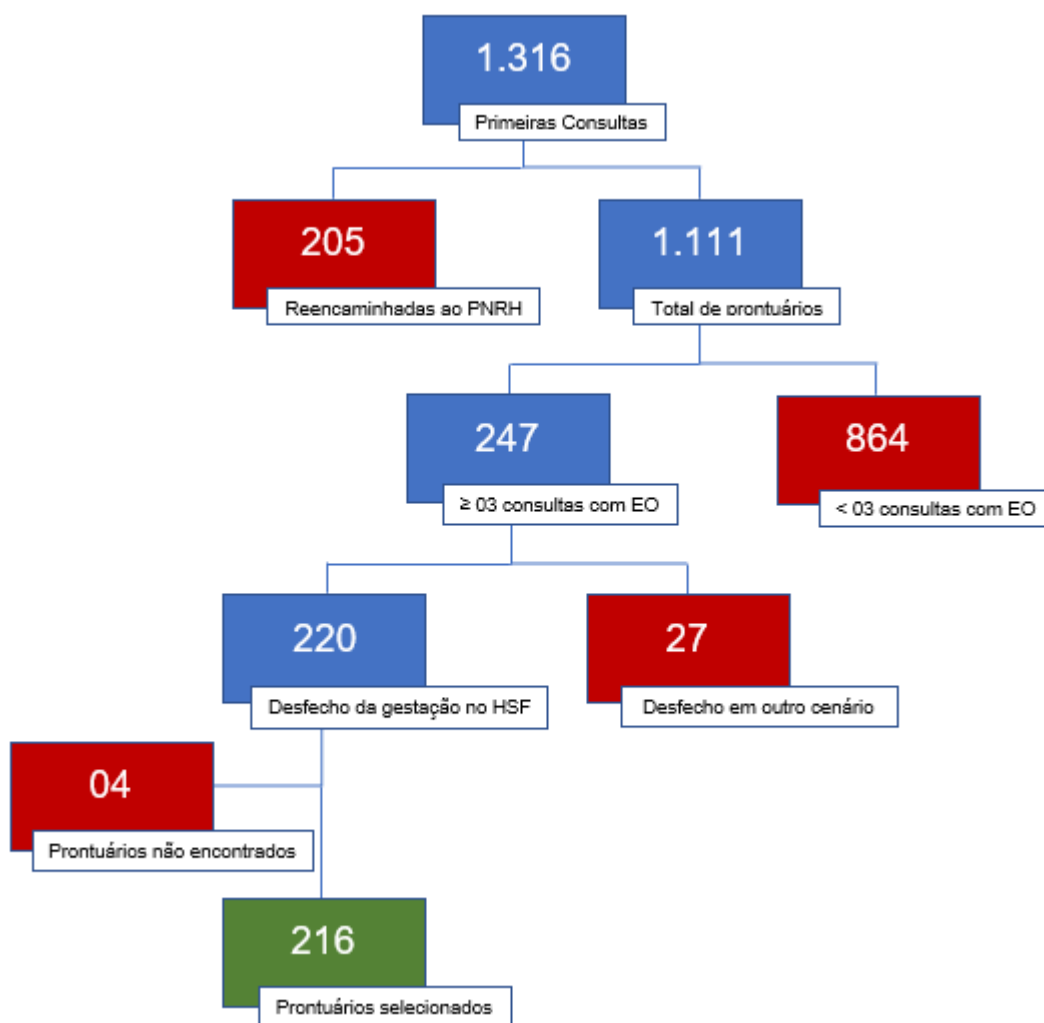 1.316
Primeiras Consultas
205
Reencaminhadas ao PNRH
1.111
Total de prontuários
247
≥ 03 consultas com EO
864
< 03 consultas com EO
220
Desfecho da gestação no HSF
27
Desfecho em outro cenário
04
Prontuários não encontrados
216
Prontuários selecionados